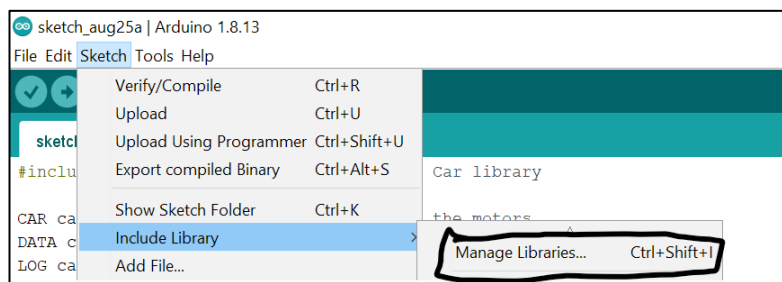 sketch_aug25a | Arduino 1.8.13
File Edit Sketch Tools Help
Verify/Compile Ctrl+R
Upload Ctrl+U
sketcl Upload Using Programmer Ctrl+Shift+U
#inclu Export compiled Binary Ctrl+Alt+S Car library
Show Sketch Folder Ctrl+K
CAR ca the motors
DATA c Include Library Manage Libraries... Ctrl+Shift+I
LOG ca Add File...